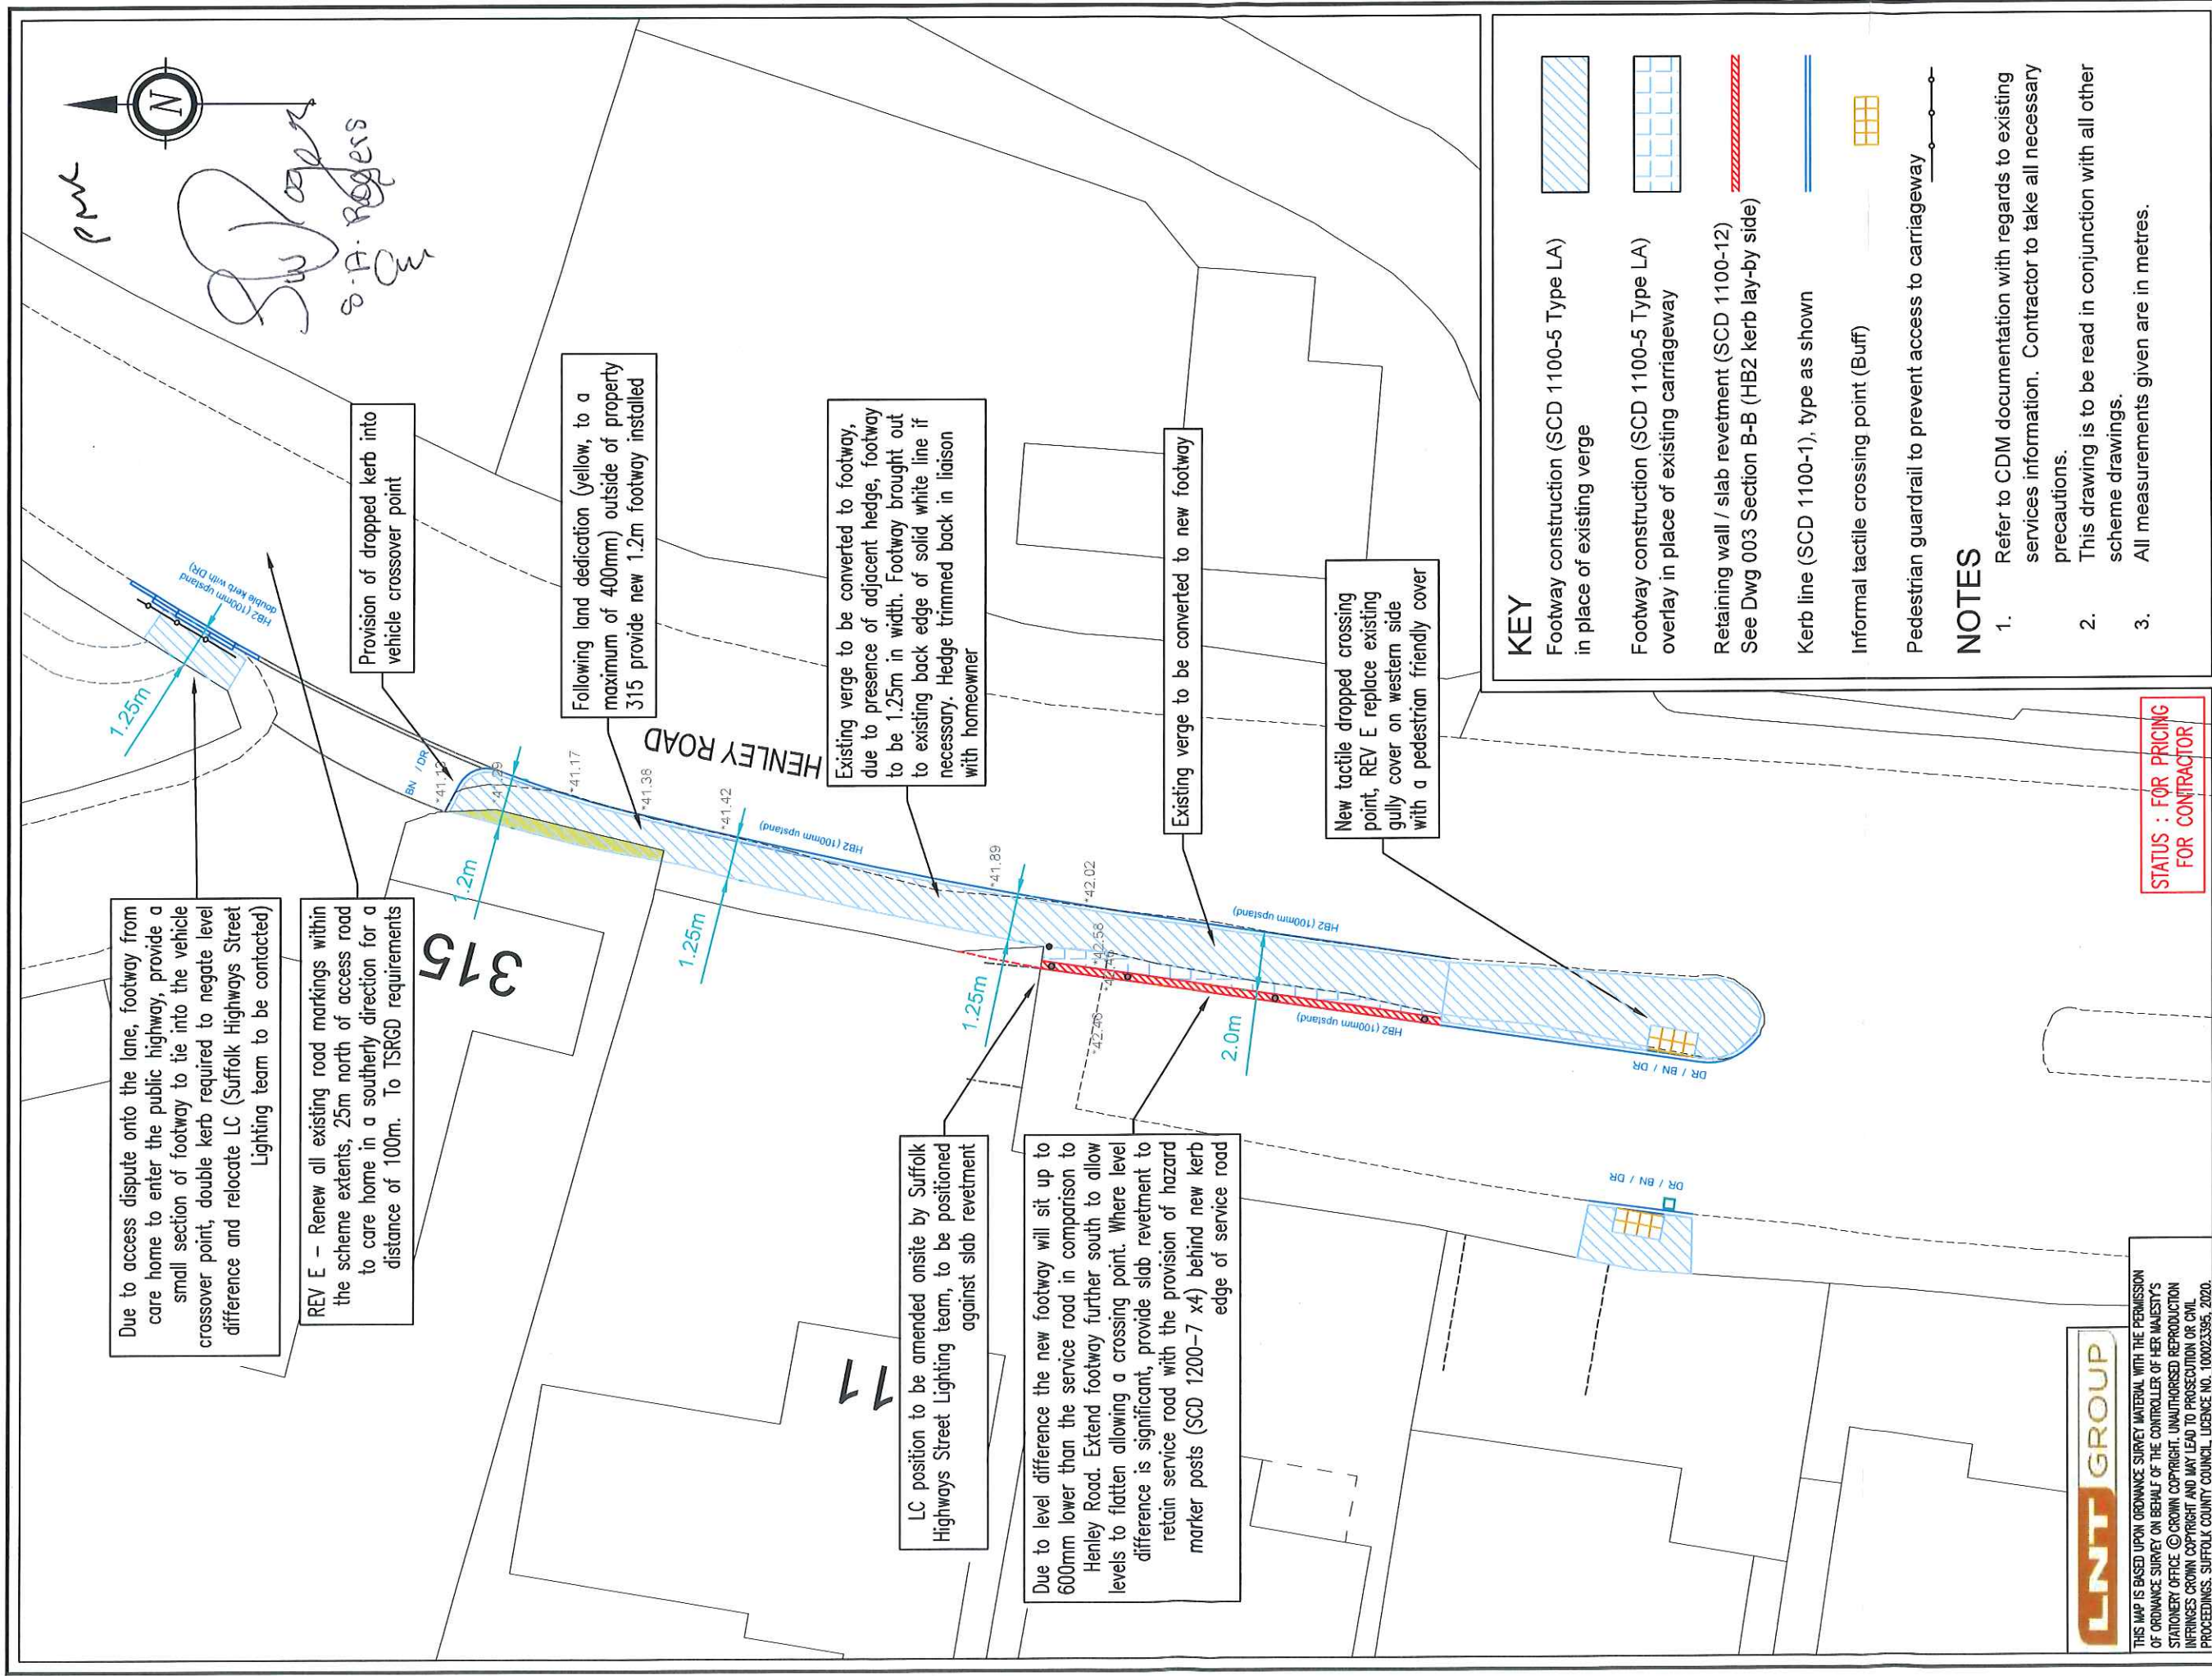 N
S.A. Rogers
Due to access dispute onto the lane, footway from
care home to enter the public highway, provide a
small section of footway to tie into the vehicle
crossover point, double kerb required to negate level
difference and relocate LC (Suffolk Highways Street
Lighting team to be contacted)
REV E - Renew all existing road markings within
the scheme extents, 25m north of access road
to care home in a southerly direction for a
distance of 100m. To TSRGD requirements
1.25m
HB2 (100mm upstand
double kerb with DR)
Provision of dropped kerb into
vehicle crossover point
Following land dedication (yellow, to a
maximum of 400mm) outside of property
315 provide new 1.2m footway installed
BN / DR
1.2m
41.17
41.38
41.42
315
HENLEY ROAD
1.25m
HB2 (100mm upstand)
Existing verge to be converted to footway,
due to presence of adjacent hedge, footway
to be 1.25m in width. Footway brought out
to existing back edge of solid white line if
necessary. Hedge trimmed back in liaison
with homeowner
11
LC position to be amended onsite by Suffolk
Highways Street Lighting team, to be positioned
against slab revetment
1.25m
41.89
42.02
42.58
42.46
Due to level difference the new footway will sit up to
600mm lower than the service road in comparison to
Henley Road. Extend footway further south to allow
levels to flatten allowing a crossing point. Where level
difference is significant, provide slab revetment to
retain service road with the provision of hazard
marker posts (SCD 1200-7 x4) behind new kerb
edge of service road
2.0m
HB2 (100mm upstand)
HB2 (100mm upstand)
Existing verge to be converted to new footway
New tactile dropped crossing
point, REV E replace existing
gully cover on western side
with a pedestrian friendly cover
DR / BN / DR
DR / BN / DR
KEY
Footway construction (SCD 1100-5 Type LA)
in place of existing verge
Footway construction (SCD 1100-5 Type LA)
overlay in place of existing carriageway
Retaining wall / slab revetment (SCD 1100-12)
See Dwg 003 Section B-B (HB2 kerb lay-by side)
Kerb line (SCD 1100-1), type as shown
Informal tactile crossing point (Buff)
Pedestrian guardrail to prevent access to carriageway
NOTES
1. Refer to CDM documentation with regards to existing
services information. Contractor to take all necessary
precautions.
2. This drawing is to be read in conjunction with all other
scheme drawings.
3. All measurements given are in metres.
STATUS : FOR PRICING
FOR CONTRACTOR
LNT GROUP
THIS MAP IS BASED UPON ORDNANCE SURVEY MATERIAL WITH THE PERMISSION
OF ORDNANCE SURVEY ON BEHALF OF THE CONTROLLER OF HER MAJESTY'S
STATIONERY OFFICE © CROWN COPYRIGHT. UNAUTHORISED REPRODUCTION
INFRINGES CROWN COPYRIGHT AND MAY LEAD TO PROSECUTION OR CIVIL
PROCEEDINGS. SUFFOLK COUNTY COUNCIL LICENCE NO. 100023395, 2020.